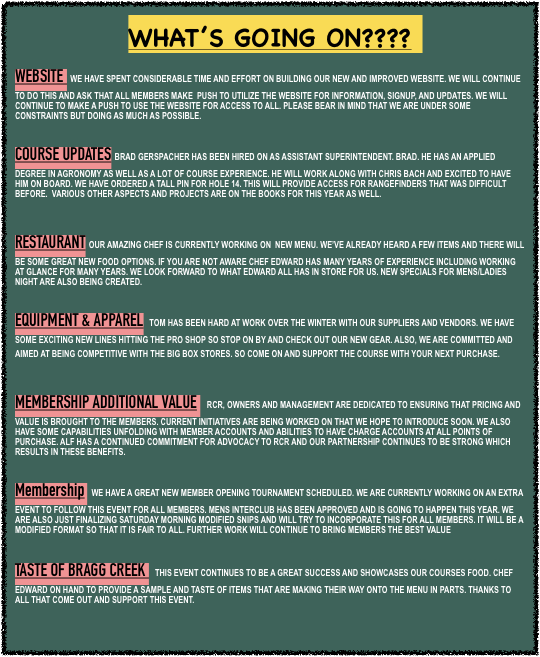 WHAT'S GOING ON????
WEBSITE WE HAVE SPENT CONSIDERABLE TIME AND EFFORT ON BUILDING OUR NEW AND IMPROVED WEBSITE. WE WILL CONTINUE
TO DO THIS AND ASK THAT ALL MEMBERS MAKE PUSH TO UTILIZE THE WEBSITE FOR INFORMATION, SIGNUP, AND UPDATES. WE WILL
CONTINUE TO MAKE A PUSH TO USE THE WEBSITE FOR ACCESS TO ALL. PLEASE BEAR IN MIND THAT WE ARE UNDER SOME
CONSTRAINTS BUT DOING AS MUCH AS POSSIBLE.
COURSE UPDATES BRAD GERSPACHER HAS BEEN HIRED ON AS ASSISTANT SUPERINTENDENT. BRAD. HE HAS AN APPLIED
DEGREE IN AGRONOMY AS WELL AS A LOT OF COURSE EXPERIENCE. HE WILL WORK ALONG WITH CHRIS BACH AND EXCITED TO HAVE
HIM ON BOARD. WE HAVE ORDERED A TALL PIN FOR HOLE 14. THIS WILL PROVIDE ACCESS FOR RANGEFINDERS THAT WAS DIFFICULT
BEFORE. VARIOUS OTHER ASPECTS AND PROJECTS ARE ON THE BOOKS FOR THIS YEAR AS WELL.
RESTAURANT OUR AMAZING CHEF IS CURRENTLY WORKING ON NEW MENU. WE'VE ALREADY HEARD A FEW ITEMS AND THERE WILL
BE SOME GREAT NEW FOOD OPTIONS. IF YOU ARE NOT AWARE CHEF EDWARD HAS MANY YEARS OF EXPERIENCE INCLUDING WORKING
AT GLANCE FOR MANY YEARS. WE LOOK FORWARD TO WHAT EDWARD ALL HAS IN STORE FOR US. NEW SPECIALS FOR MENS/LADIES
NIGHT ARE ALSO BEING CREATED.
EQUIPMENT & APPAREL TOM HAS BEEN HARD AT WORK OVER THE WINTER WITH OUR SUPPLIERS AND VENDORS. WE HAVE
SOME EXCITING NEW LINES HITTING THE PRO SHOP SO STOP ON BY AND CHECK OUT OUR NEW GEAR. ALSO, WE ARE COMMITTED AND
AIMED AT BEING COMPETITIVE WITH THE BIG BOX STORES. SO COME ON AND SUPPORT THE COURSE WITH YOUR NEXT PURCHASE.
MEMBERSHIP ADDITIONAL VALUE RCR, OWNERS AND MANAGEMENT ARE DEDICATED TO ENSURING THAT PRICING AND
VALUE IS BROUGHT TO THE MEMBERS. CURRENT INITIATIVES ARE BEING WORKED ON THAT WE HOPE TO INTRODUCE SOON. WE ALSO
HAVE SOME CAPABILITIES UNFOLDING WITH MEMBER ACCOUNTS AND ABILITIES TO HAVE CHARGE ACCOUNTS AT ALL POINTS OF
PURCHASE. ALF HAS A CONTINUED COMMITMENT FOR ADVOCACY TO RCR AND OUR PARTNERSHIP CONTINUES TO BE STRONG WHICH
RESULTS IN THESE BENEFITS.
Membership WE HAVE A GREAT NEW MEMBER OPENING TOURNAMENT SCHEDULED. WE ARE CURRENTLY WORKING ON AN EXTRA
EVENT TO FOLLOW THIS EVENT FOR ALL MEMBERS. MENS INTERCLUB HAS BEEN APPROVED AND IS GOING TO HAPPEN THIS YEAR. WE
ARE ALSO JUST FINALIZING SATURDAY MORNING MODIFIED SNIPS AND WILL TRY TO INCORPORATE THIS FOR ALL MEMBERS. IT WILL BE A
MODIFIED FORMAT SO THAT IT IS FAIR TO ALL. FURTHER WORK WILL CONTINUE TO BRING MEMBERS THE BEST VALUE
TASTE OF BRAGG CREEK THIS EVENT CONTINUES TO BE A GREAT SUCCESS AND SHOWCASES OUR COURSES FOOD. CHEF
EDWARD ON HAND TO PROVIDE A SAMPLE AND TASTE OF ITEMS THAT ARE MAKING THEIR WAY ONTO THE MENU IN PARTS. THANKS TO
ALL THAT COME OUT AND SUPPORT THIS EVENT.